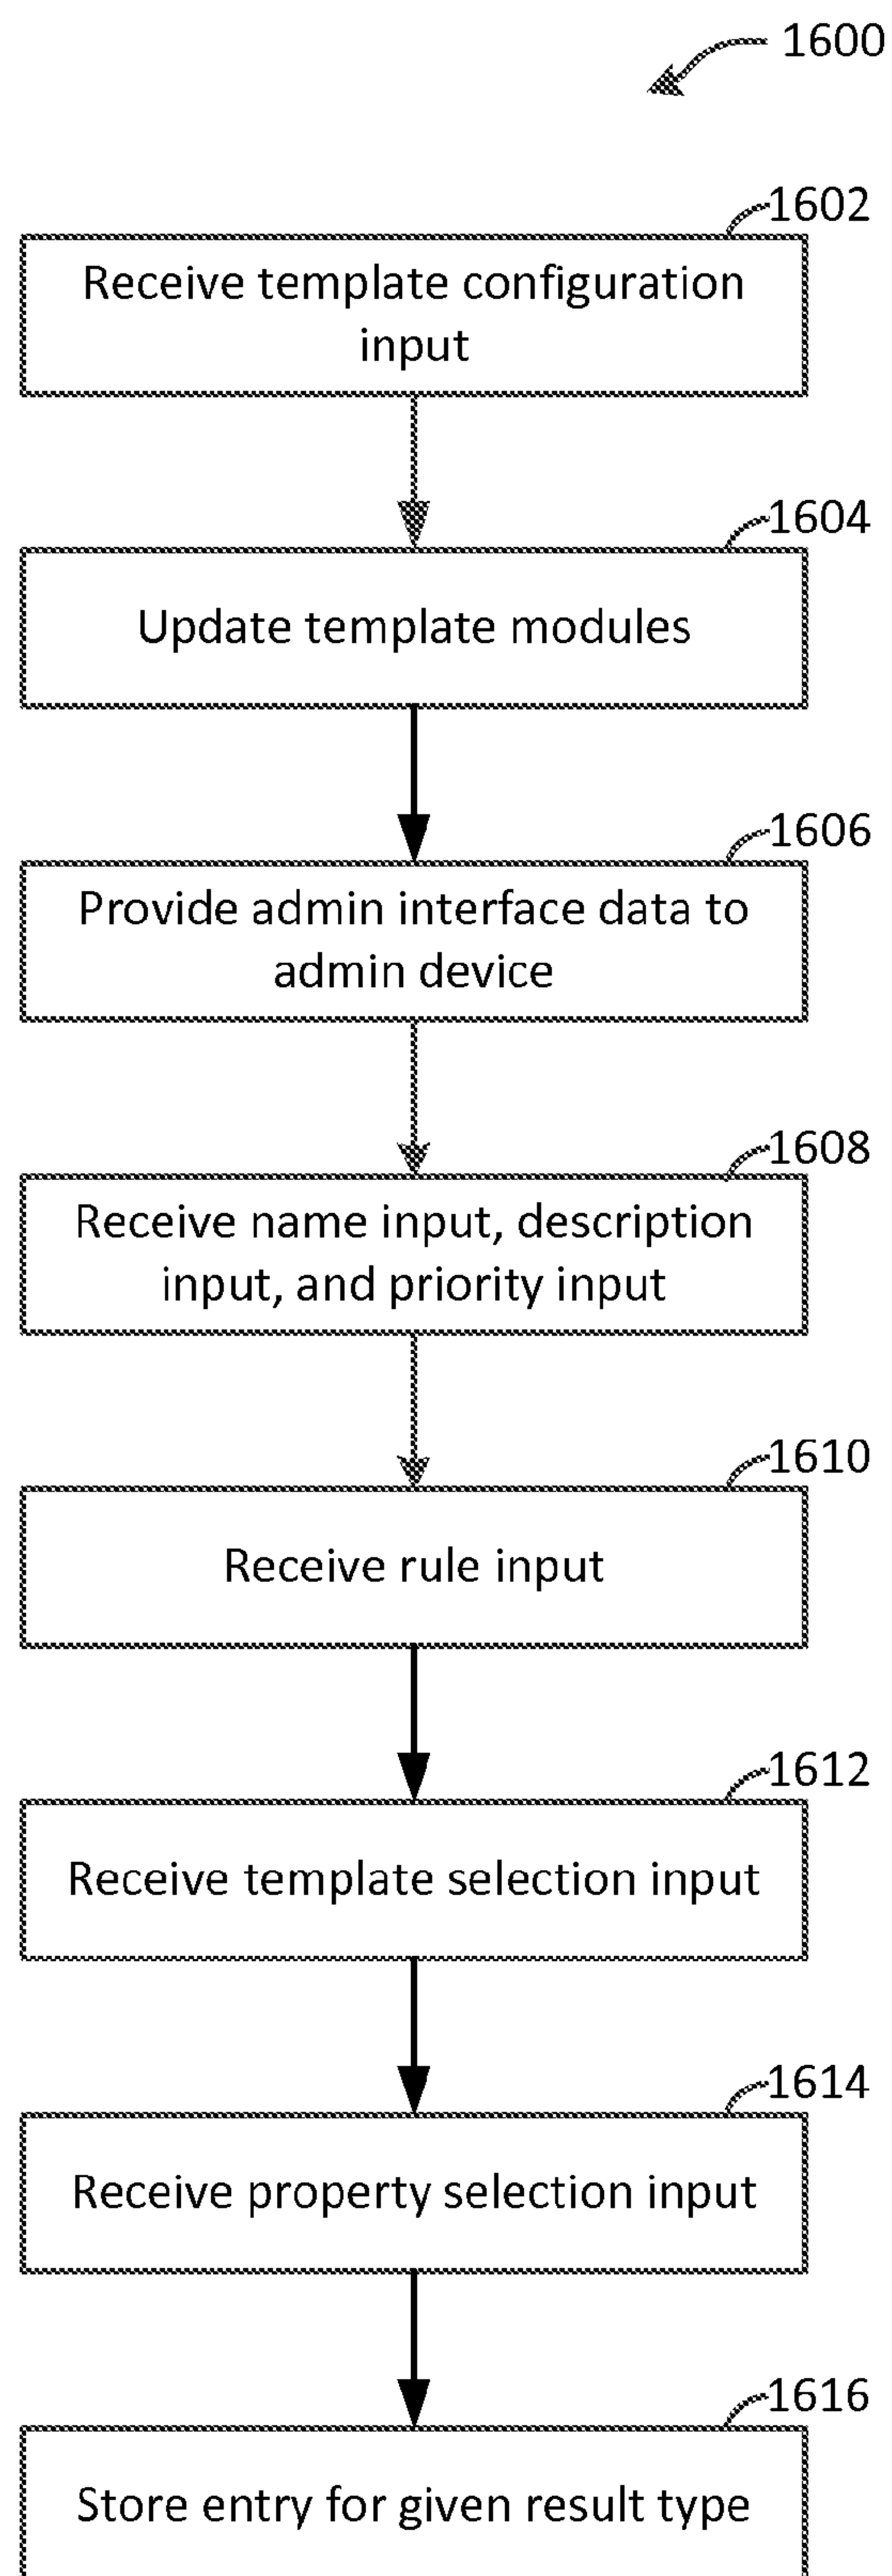 1600
1602
Receive template configuration
input
1604
Update template modules
1606
Provide admin interface data to
admin device
1608
Receive name input, description
input, and priority input
1610
Receive rule input
1612
Receive template selection input
1614
Receive property selection input
1616
Store entry for given result type